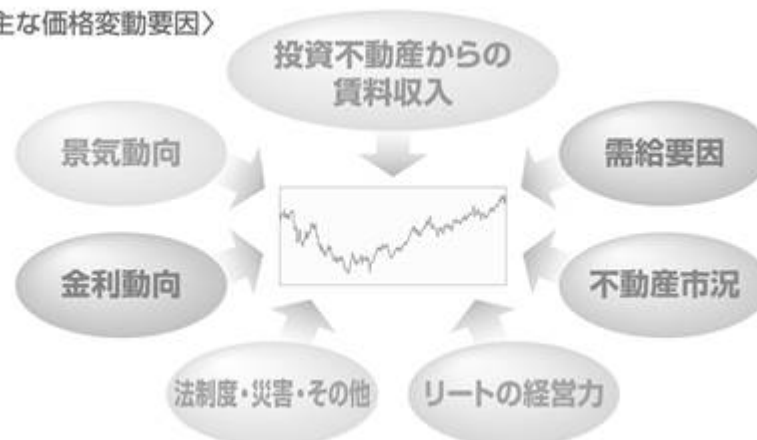 主な価格変動要因〉
投資不動産からの
賃料収入
景気動向
需給要因
金利動向
不動産市況
法制度・災害・その他
リートの経営力